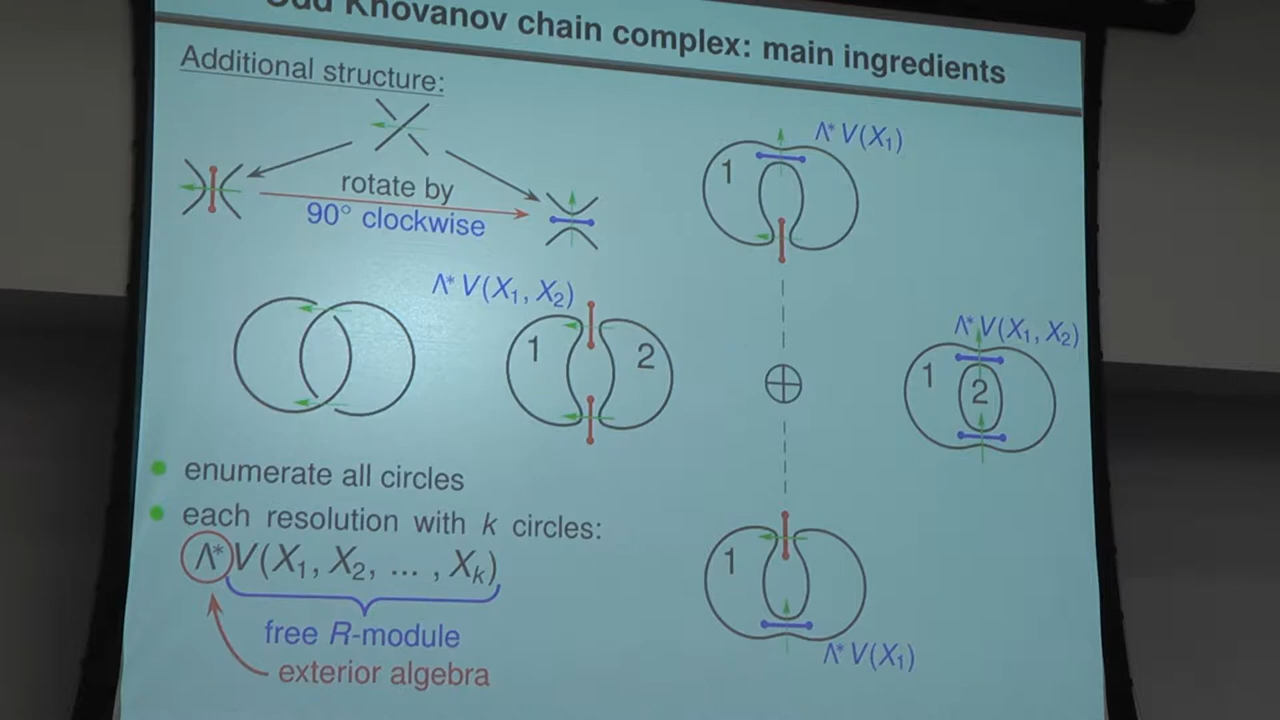 Odd Khovanov chain complex: main ingredients
Additional structure:
rotate by
90° clockwise
Λ* V(X₁)
1
Λ* V(X₁, X₂)
1 2
Λ* V(X₁, X₂)
1 2
⊕
enumerate all circles
each resolution with k circles:
Λ* V(X₁, X₂, ... , Xₖ)
free R-module
exterior algebra
1
Λ* V(X₁)